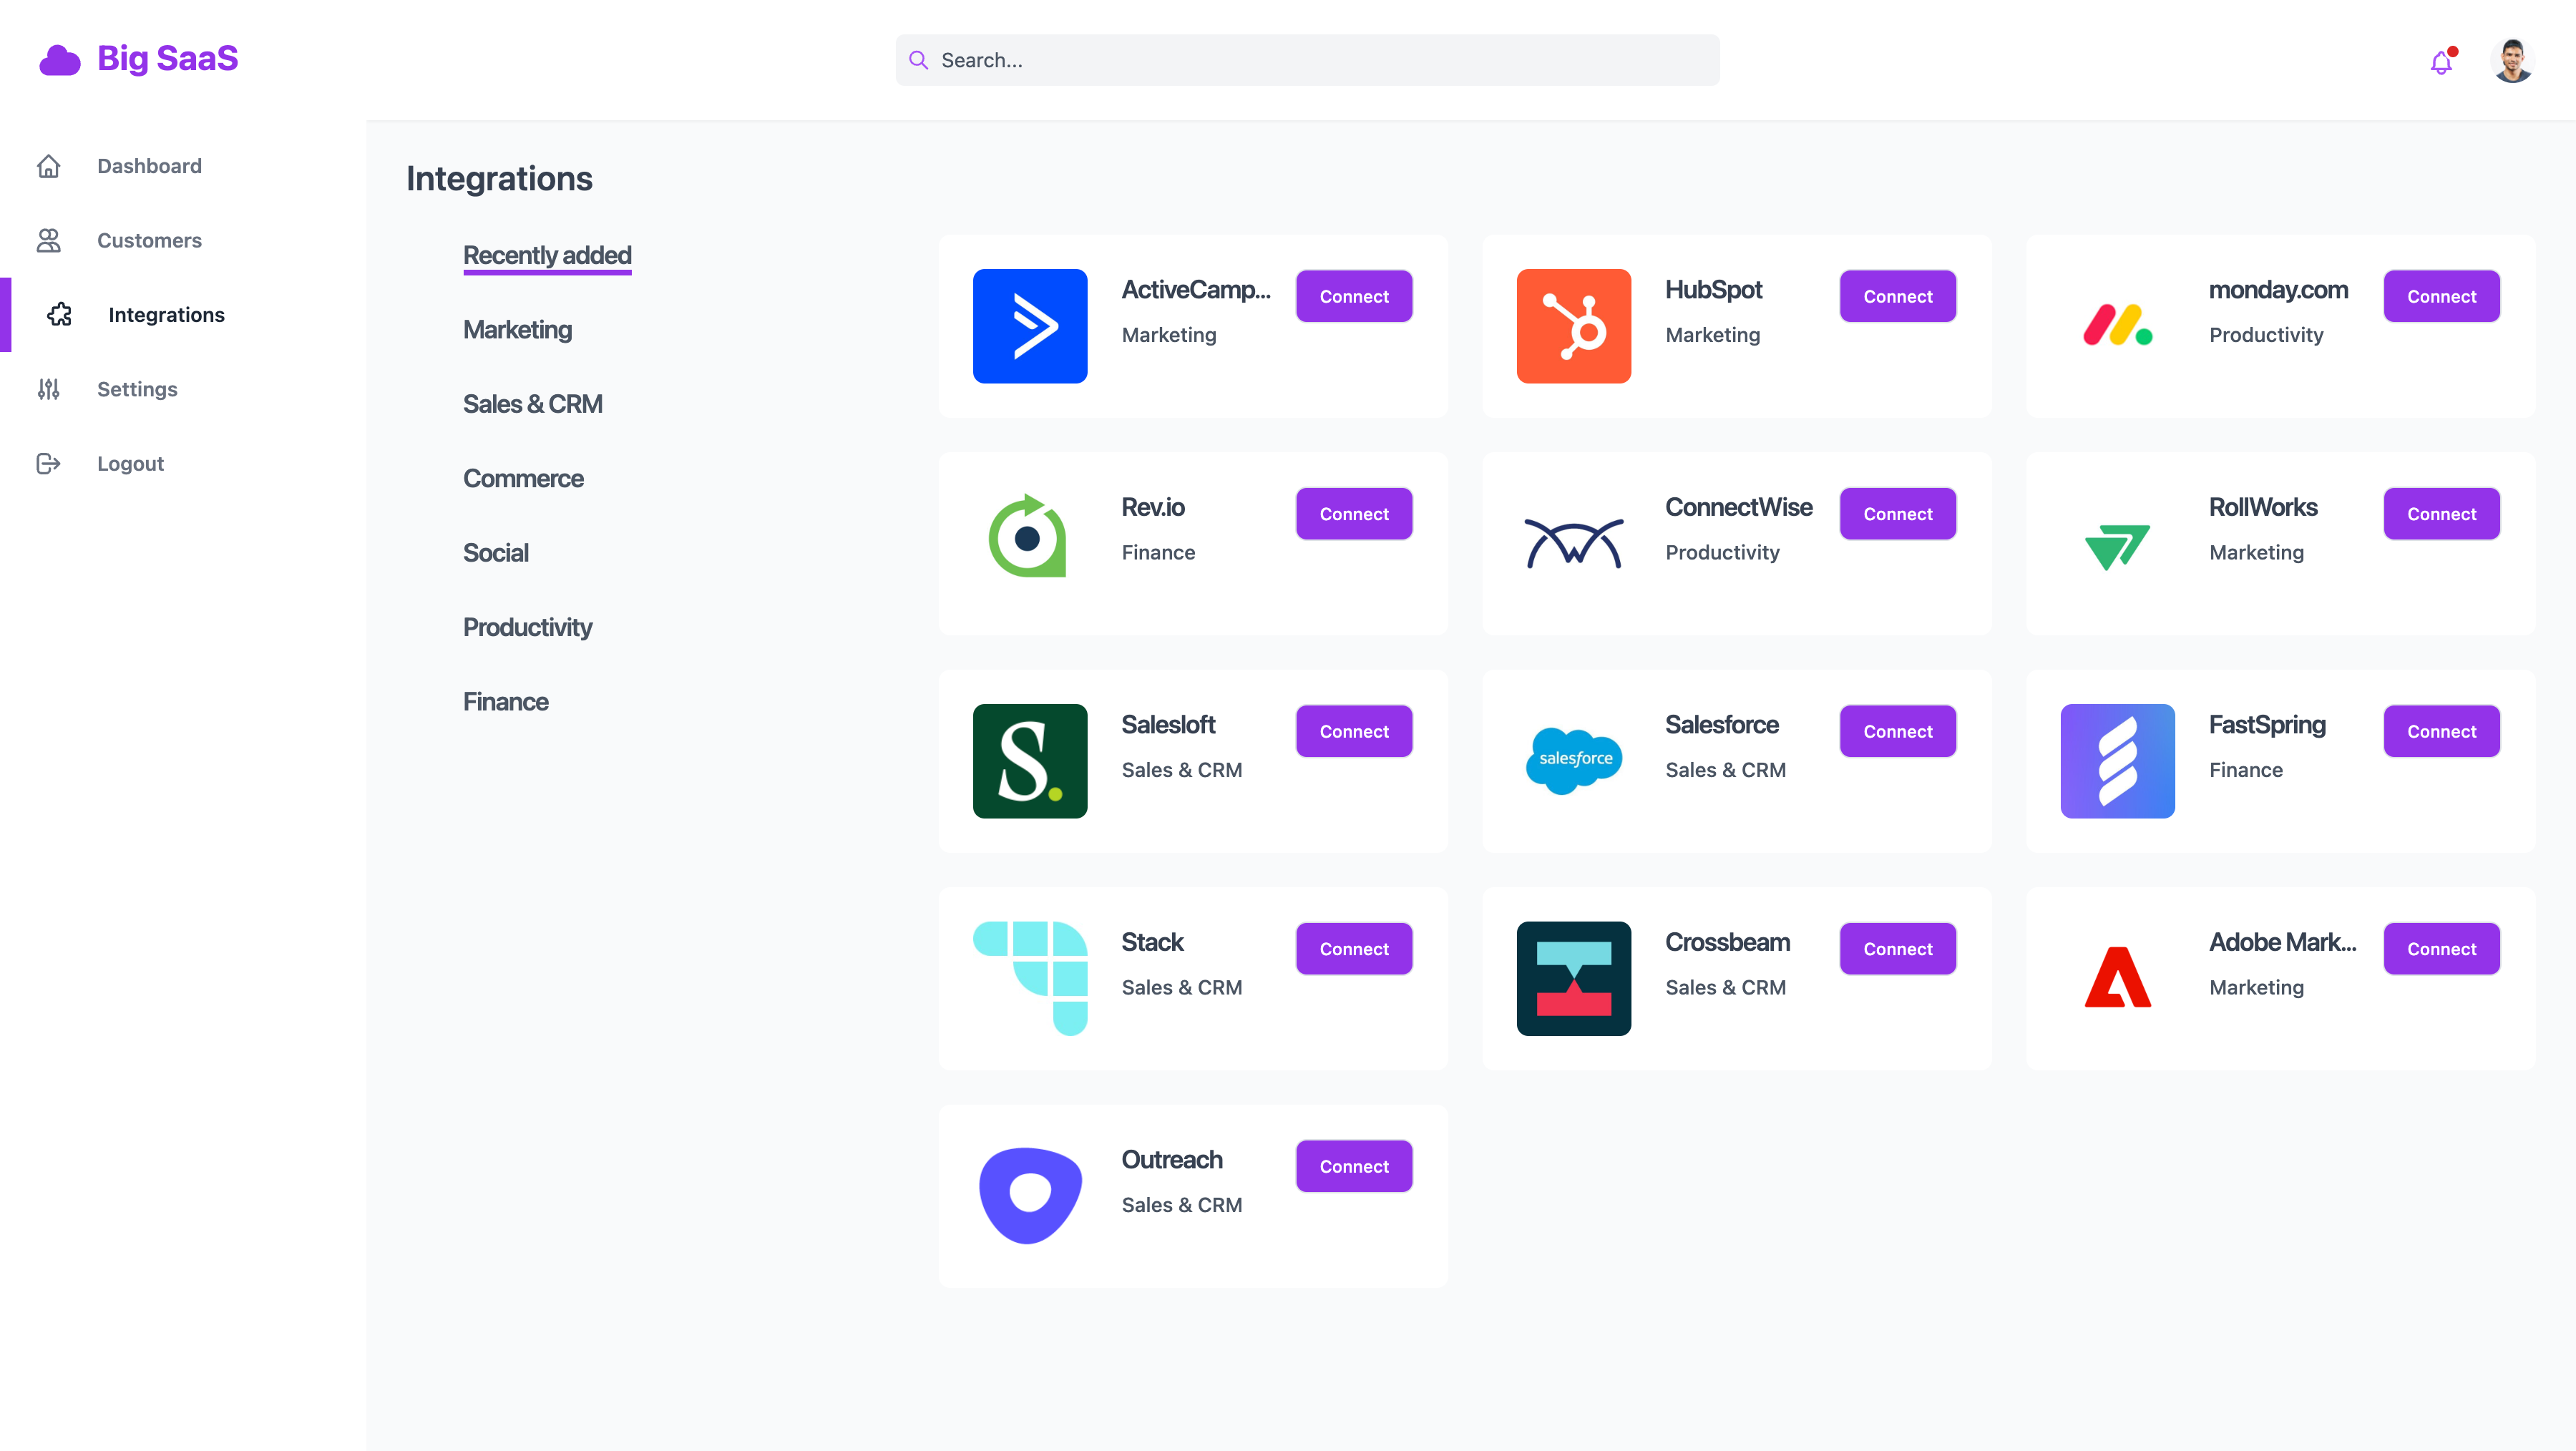 Big SaaS
Search...
Dashboard
Customers
Integrations
Settings
Logout
Integrations
Recently added
Marketing
Sales & CRM
Commerce
Social
Productivity
Finance
ActiveCamp...
Connect
Marketing
HubSpot
Connect
Marketing
monday.com
Connect
Productivity
Rev.io
Connect
Finance
ConnectWise
Connect
Productivity
RollWorks
Connect
Marketing
S.
Salesloft
Connect
Sales & CRM
salesforce
Salesforce
Connect
Sales & CRM
FastSpring
Connect
Finance
Stack
Connect
Sales & CRM
Crossbeam
Connect
Sales & CRM
Adobe Mark...
Connect
Marketing
Outreach
Connect
Sales & CRM